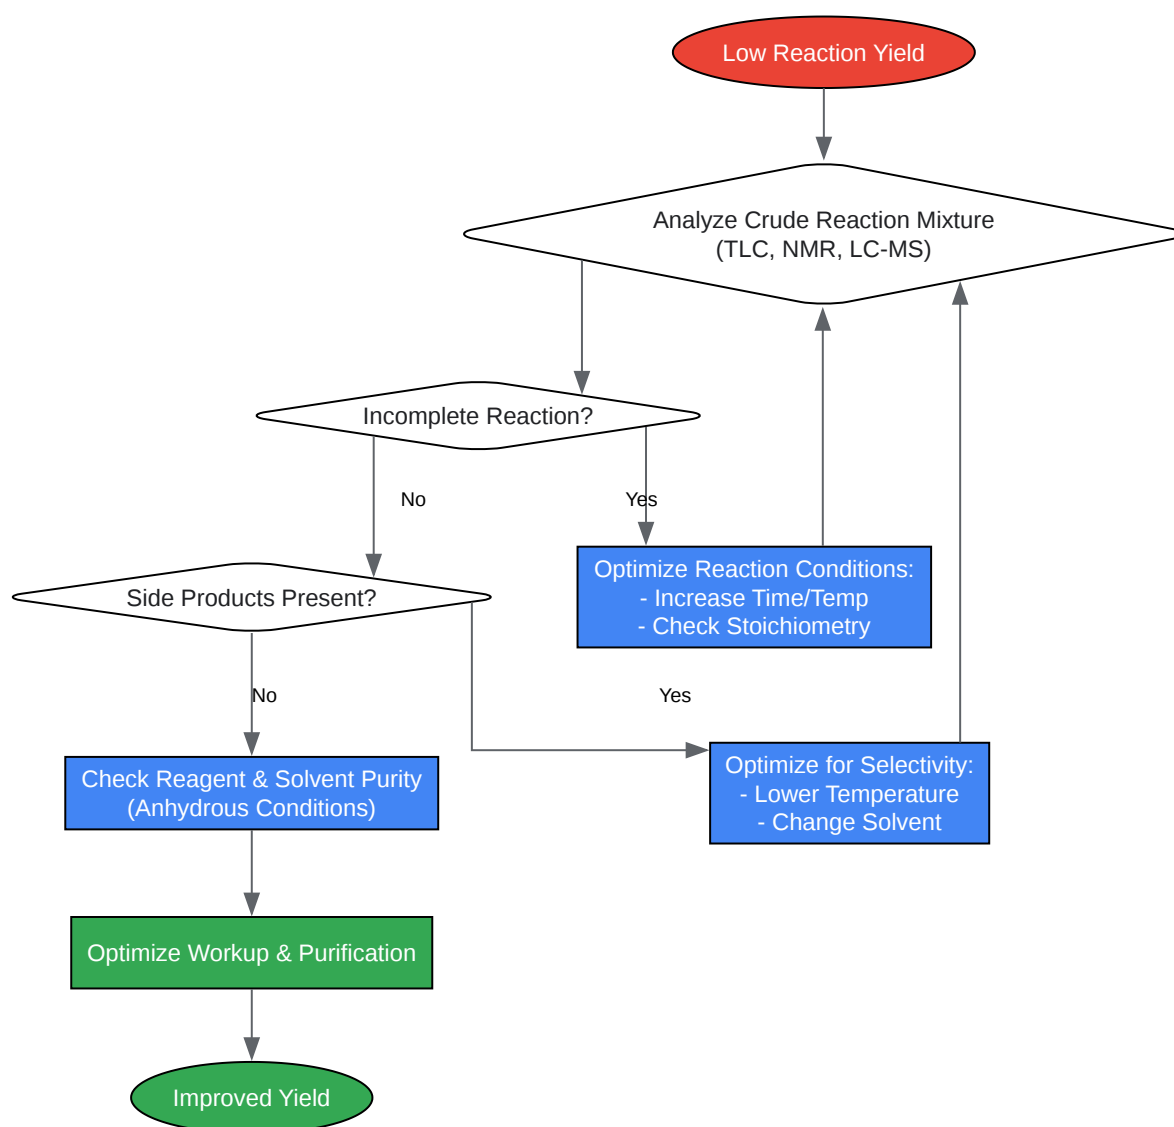 Low Reaction Yield
Analyze Crude Reaction Mixture
(TLC, NMR, LC-MS)
Incomplete Reaction?
No
Yes
Optimize Reaction Conditions:
- Increase Time/Temp
- Check Stoichiometry
Side Products Present?
No
Yes
Check Reagent & Solvent Purity
(Anhydrous Conditions)
Optimize for Selectivity:
- Lower Temperature
- Change Solvent
Optimize Workup & Purification
Improved Yield